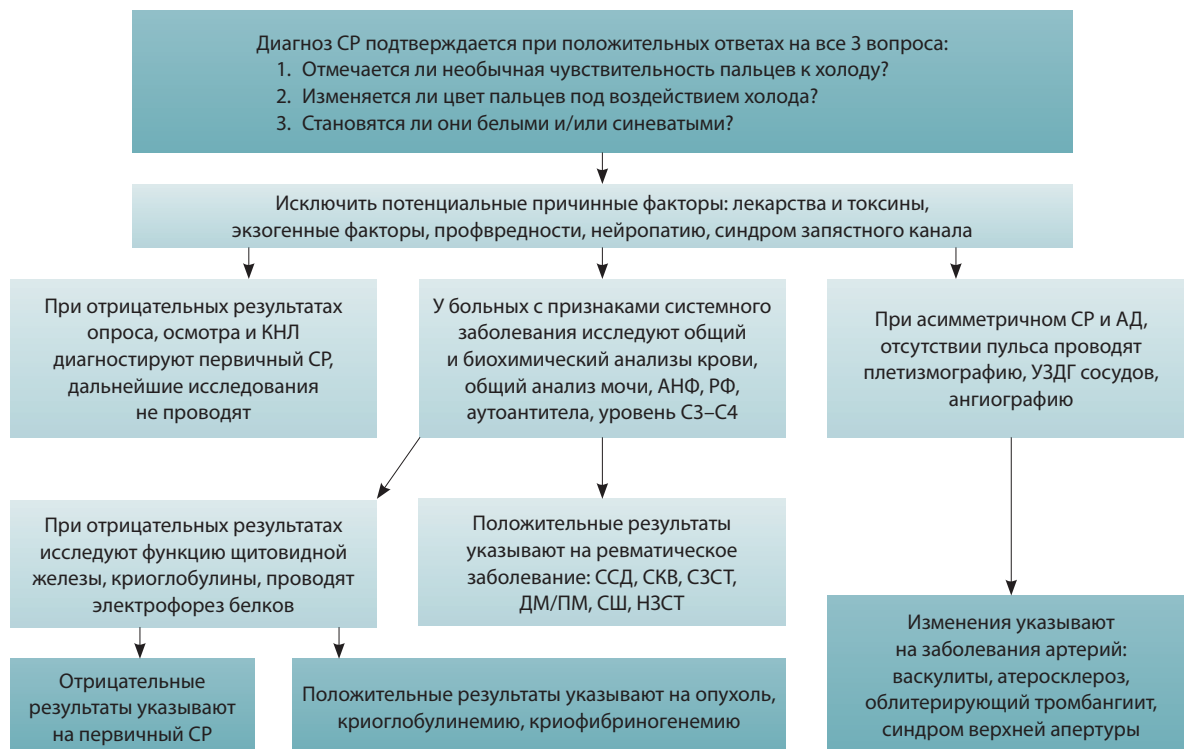 Диагноз СР подтверждается при положительных ответах на все 3 вопроса:
1. Отмечается ли необычная чувствительность пальцев к холоду?
2. Изменяется ли цвет пальцев под воздействием холода?
3. Становятся ли они белыми и/или синеватыми?
Исключить потенциальные причинные факторы: лекарства и токсины,
экзогенные факторы, профвредности, нейропатию, синдром запястного канала
При отрицательных результатах
опроса, осмотра и КНЛ
диагностируют первичный СР,
дальнейшие исследования
не проводят
У больных с признаками системного
заболевания исследуют общий
и биохимический анализы крови,
общий анализ мочи, АНФ, РФ,
аутоантитела, уровень С3–С4
При асимметричном СР и АД,
отсутствии пульса проводят
плетизмографию, УЗДГ сосудов,
ангиографию
При отрицательных результатах
исследуют функцию щитовидной
железы, криоглобулины, проводят
электрофорез белков
Положительные результаты
указывают на ревматическое
заболевание: ССД, СКВ, СЗСТ,
ДМ/ПМ, СШ, НЗСТ
Изменения указывают
на заболевания артерий:
васкулиты, атеросклероз,
облитерирующий тромбангиит,
синдром верхней апертуры
Отрицательные
результаты указывают
на первичный СР
Положительные результаты указывают на опухоль,
криоглобулинемию, криофибриногенемию